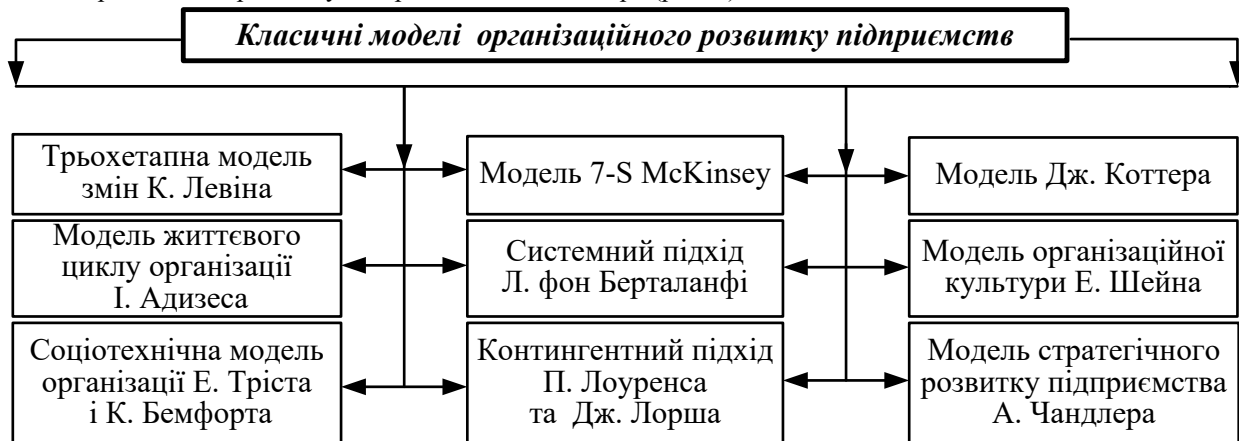 Класичні моделі організаційного розвитку підприємств
Трьохетапна модель
змін К. Левіна
Модель 7-S McKinsey
Модель Дж. Коттера
Модель життєвого
циклу організації
І. Адизеса
Системний підхід
Л. фон Берталанфі
Модель організаційної
культури Е. Шейна
Соціотехнічна модель
організації Е. Тріста
і К. Бемфорта
Контингентний підхід
П. Лоуренса
та Дж. Лорша
Модель стратегічного
розвитку підприємства
А. Чандлера